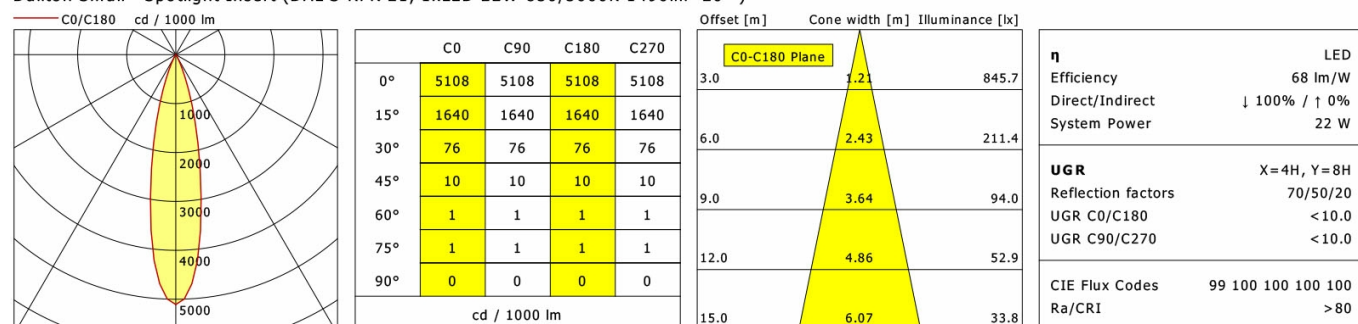 C0/C180 cd / 1000 lm
1000
2000
3000
4000
5000
C0 C90 C180 C270
0° 5108 5108 5108 5108
15° 1640 1640 1640 1640
30° 76 76 76 76
45° 10 10 10 10
60° 1 1 1 1
75° 1 1 1 1
90° 0 0 0 0
cd / 1000 lm
Offset [m] Cone width [m] Illuminance [lx]
C0-C180 Plane
3.0 1.21 845.7
6.0 2.43 211.4
9.0 3.64 94.0
12.0 4.86 52.9
15.0 6.07 33.8
η LED
Efficiency 68 lm/W
Direct/Indirect ↓ 100% / ↑ 0%
System Power 22 W
UGR X=4H, Y=8H
Reflection factors 70/50/20
UGR C0/C180 <10.0
UGR C90/C270 <10.0
CIE Flux Codes 99 100 100 100 100
Ra/CRI >80